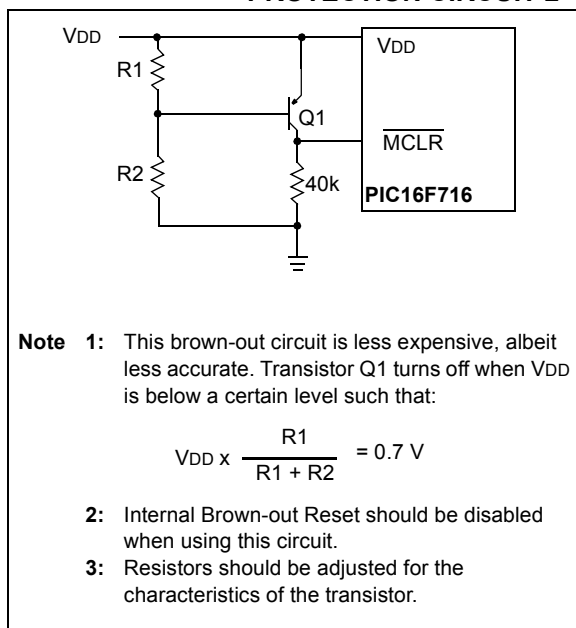 VDD
VDD
R1
Q1
MCLR
R2
40k
PIC16F716
Note 1: This brown-out circuit is less expensive, albeit
less accurate. Transistor Q1 turns off when VDD
is below a certain level such that:
R1
VDD x = 0.7 V
R1 + R2
2: Internal Brown-out Reset should be disabled
when using this circuit.
3: Resistors should be adjusted for the
characteristics of the transistor.